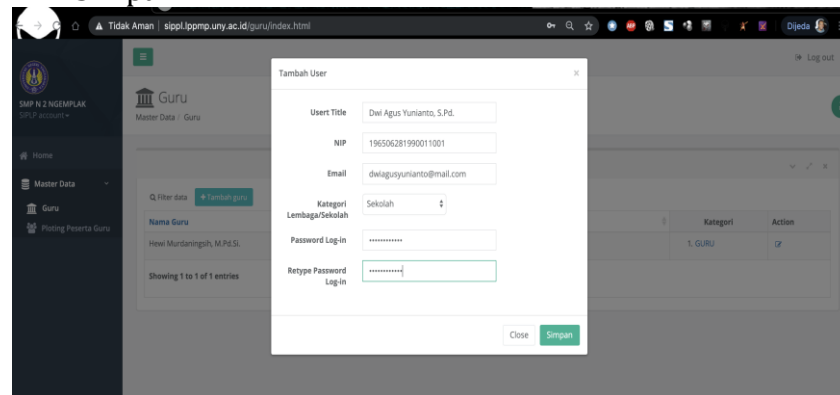 Tidak Aman | sippl.lppmp.uny.ac.id/guru/index.html
Dijeda
Log out
SMP N 2 NGEMPLAK
SIPLP account
Guru
Master Data / Guru
Home
Master Data
Guru
Ploting Peserta Guru
Filter data
+Tambah guru
Nama Guru
Kategori
Action
Hewi Murdaningsih, M.Pd.Si.
1. GURU
Showing 1 to 1 of 1 entries
Tambah User
×
Usert Title
Dwi Agus Yunianto, S.Pd.
NIP
196506281990011001
Email
dwiagusyunianto@mail.com
Kategori
Lembaga/Sekolah
Sekolah
Password Log-in
••••••••••••
Retype Password
Log-in
••••••••••••
Close
Simpan